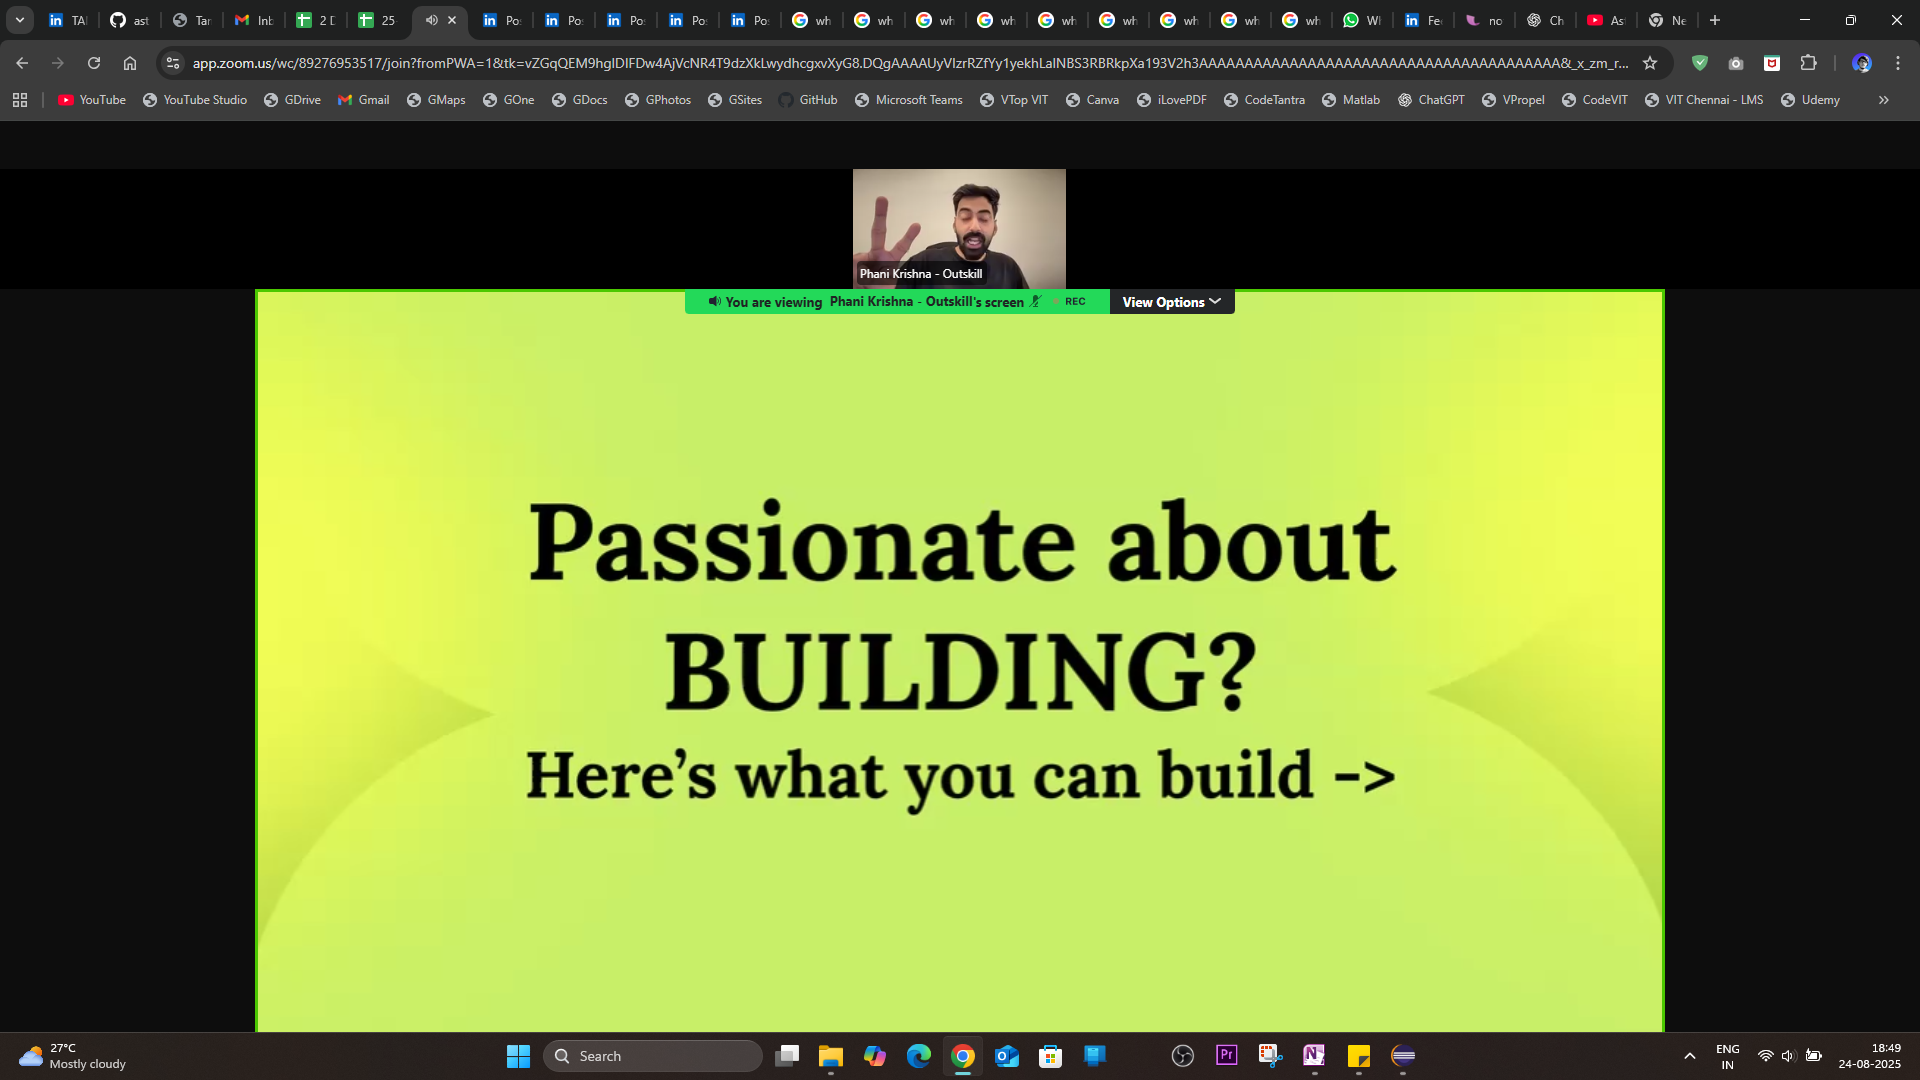 TA
ast
Tar
Inb
2 D
25-
Po:
Po:
Po:
Po:
Po:
wh
wh
wh
wh
wh
wh
wh
wh
wh
Wl
Fe
no
Ch
As
Ne
app.zoom.us/wc/89276953517/join?fromPWA=1&tk=
YouTube
YouTube Studio
GDrive
Gmail
GMaps
GOne
GDocs
GPhotos
GSites
GitHub
Microsoft Teams
VTop VIT
Canva
iLovePDF
CodeTantra
Matlab
ChatGPT
VPropel
CodeVIT
VIT Chennai - LMS
Udemy
Phani Krishna - Outskill
You are viewing Phani Krishna - Outskill's screen
REC
View Options
Passionate about
BUILDING?
Here's what you can build ->
27°C
Mostly cloudy
Search
Pr
N
ENG
IN
18:49
24-08-2025